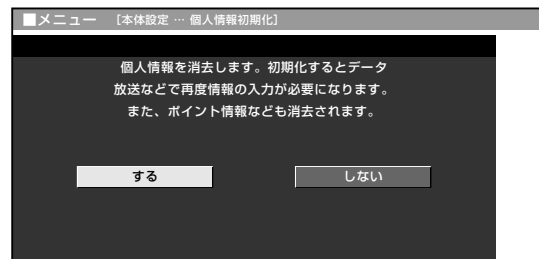 ■メニュー ［本体設定 … 個人情報初期化］
個人情報を消去します。初期化するとデータ
放送などで再度情報の入力が必要になります。
また、ポイント情報なども消去されます。
する しない